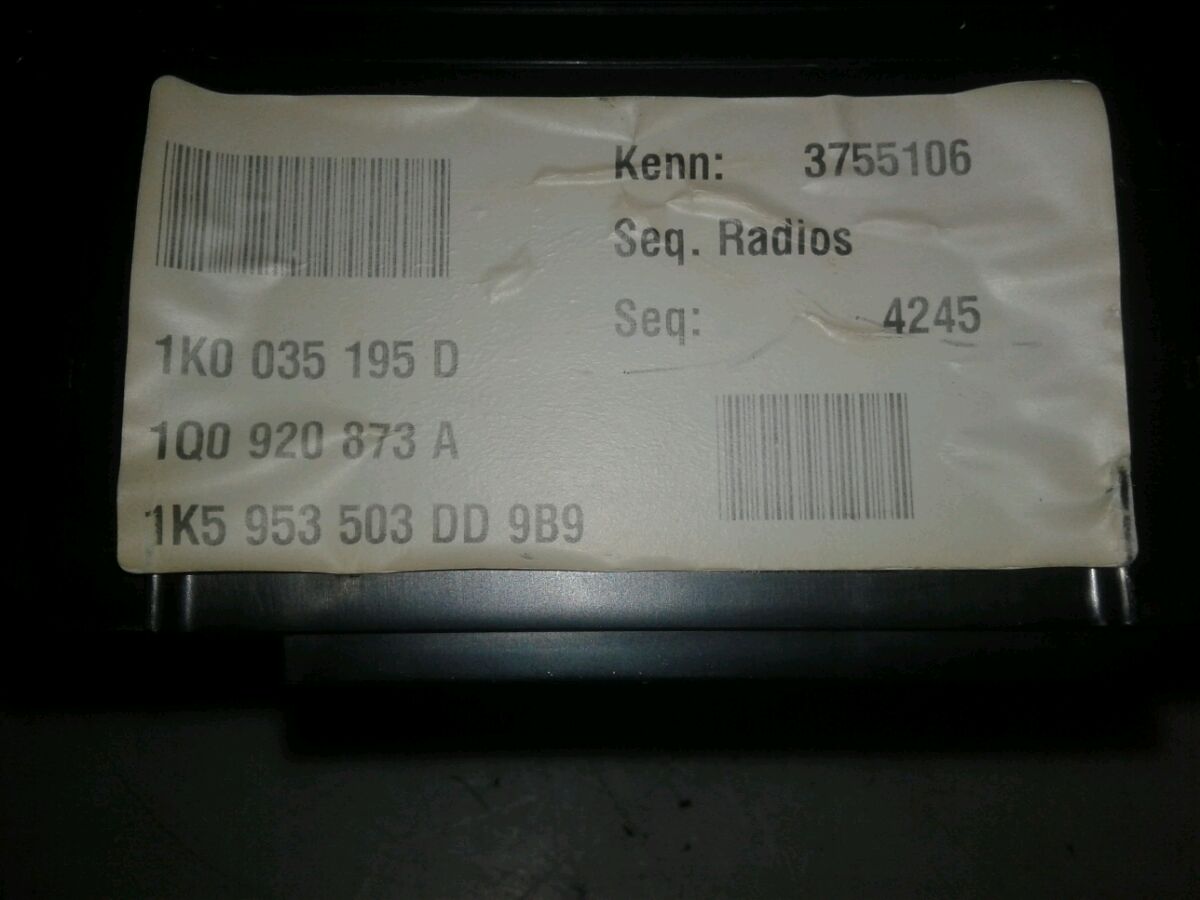 Kenn: 3755106
Seq. Radios
Seq: 4245
1K0 035 195 D
1Q0 920 873 A
1K5 953 503 DD 9B9